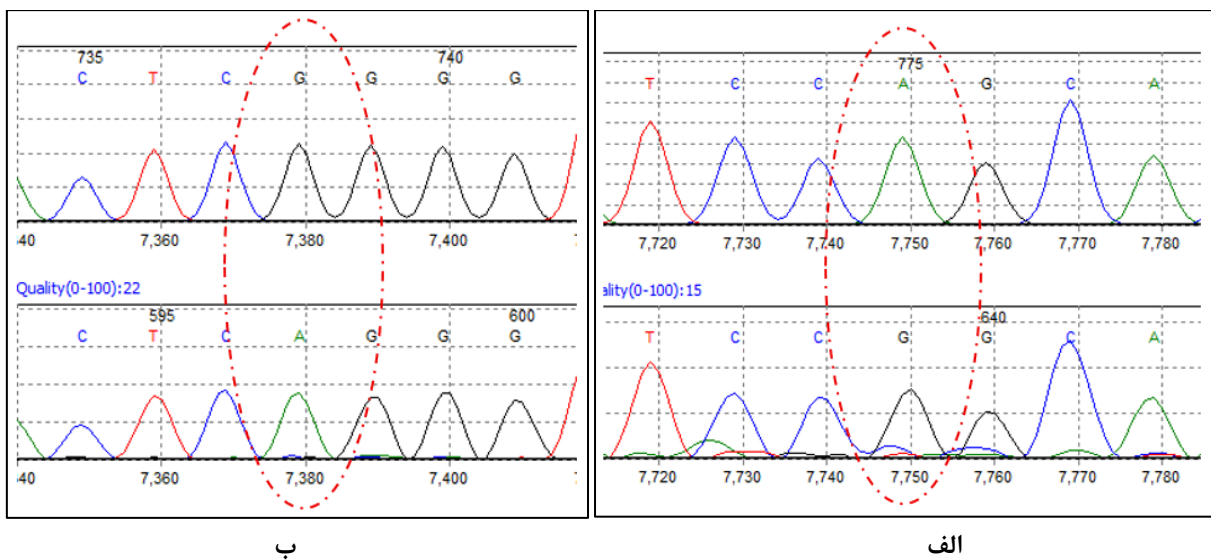 735 740
C T C G G G G
7,360 7,380 7,400
Quality(0-100):22
595 600
C T C A G G G
7,360 7,380 7,400
ب
775
T C C A G C A
7,720 7,730 7,740 7,750 7,760 7,770 7,780
ality(0-100):15
640
T C C G G C A
7,720 7,730 7,740 7,750 7,760 7,770 7,780
الف